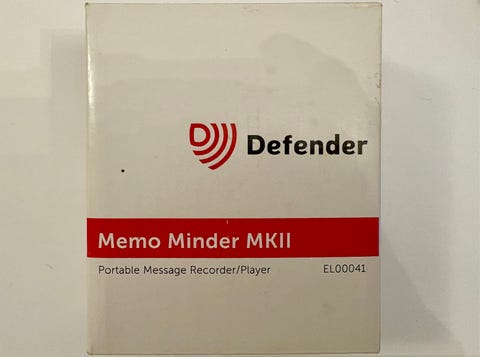 Defender
Memo Minder MKII
Portable Message Recorder/Player EL00041